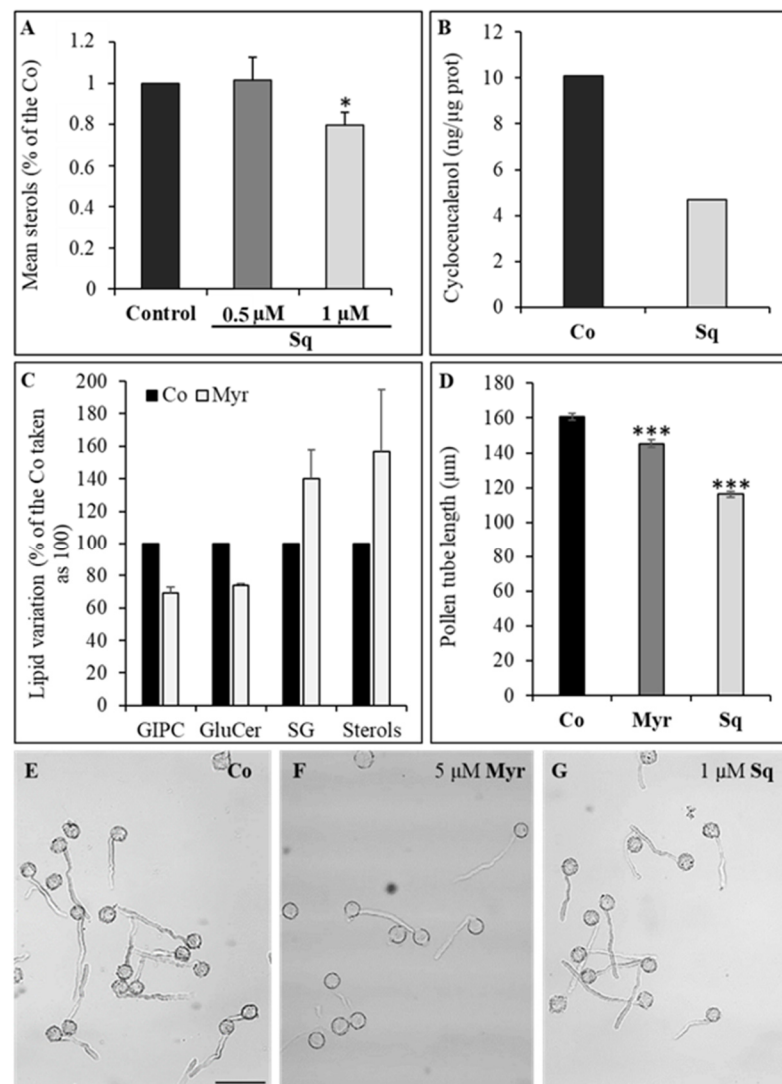 A
Mean sterols (% of the Co)
1.2
1
0.8
0.6
0.4
0.2
0
*
Control
0.5 µM
1 µM
Sq
B
Cycloeucalenol (ng/µg prot)
12
10
8
6
4
2
0
Co
Sq
C
Lipid variation (% of the Co taken
as 100)
200
180
160
140
120
100
80
60
40
20
0
Co Myr
GIPC GluCer SG Sterols
D
Pollen tube length (µm)
180
160
140
120
100
80
60
40
20
0
***
***
Co Myr Sq
E Co
F 5 µM Myr
G 1 µM Sq